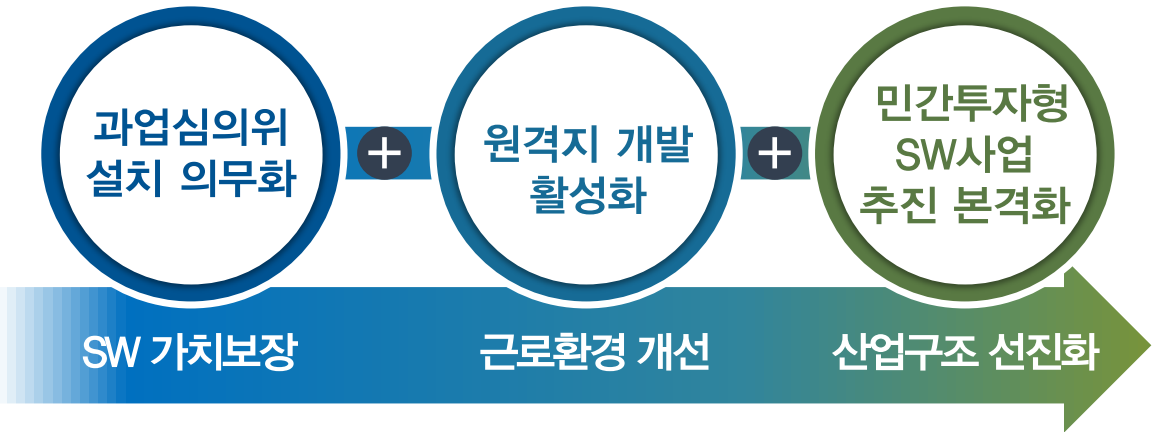 과업심의위
설치 의무화
+
원격지 개발
활성화
+
민간투자형
SW사업
추진 본격화
SW 가치보장
근로환경 개선
산업구조 선진화